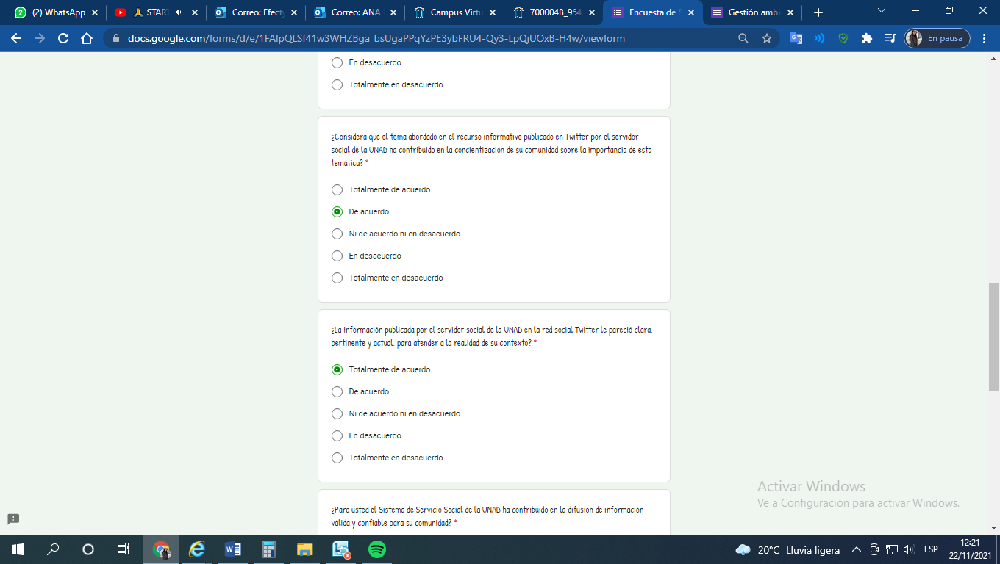 (2) WhatsApp
START
Correo: Efecty
Correo: ANA
Campus Virtu
700004B_954
Encuesta de S
Gestión ambi
docs.google.com/forms/d/e/1FAIpQLSf41w3WHZBga_bsUgaPPqYzPE3ybFRU4-Qy3-LpQjUOxB-H4w/viewform
En pausa
En desacuerdo
Totalmente en desacuerdo
¿Considera que el tema abordado en el recurso informativo publicado en Twitter por el servidor
social de la UNAD ha contribuido en la concientización de su comunidad sobre la importancia de esta
temática? *
Totalmente de acuerdo
De acuerdo
Ni de acuerdo ni en desacuerdo
En desacuerdo
Totalmente en desacuerdo
¿La información publicada por el servidor social de la UNAD en la red social Twitter le pareció clara,
pertinente y actual, para atender a la realidad de su contexto? *
Totalmente de acuerdo
De acuerdo
Ni de acuerdo ni en desacuerdo
En desacuerdo
Totalmente en desacuerdo
¿Para usted el Sistema de Servicio Social de la UNAD ha contribuido en la difusión de información
válida y confiable para su comunidad? *
Activar Windows
Ve a Configuración para activar Windows.
20°C Lluvia ligera
ESP
12:21
22/11/2021